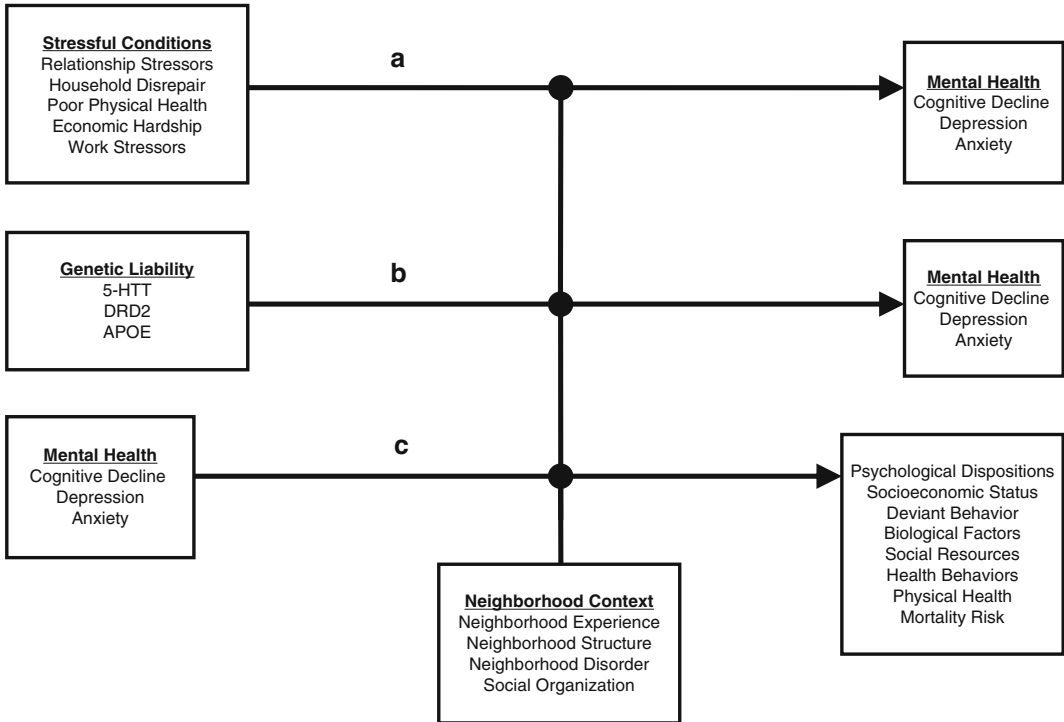 Stressful Conditions
Relationship Stressors
Household Disrepair
Poor Physical Health
Economic Hardship
Work Stressors
a
Mental Health
Cognitive Decline
Depression
Anxiety
Genetic Liability
5-HTT
DRD2
APOE
b
Mental Health
Cognitive Decline
Depression
Anxiety
Mental Health
Cognitive Decline
Depression
Anxiety
c
Psychological Dispositions
Socioeconomic Status
Deviant Behavior
Biological Factors
Social Resources
Health Behaviors
Physical Health
Mortality Risk
Neighborhood Context
Neighborhood Experience
Neighborhood Structure
Neighborhood Disorder
Social Organization